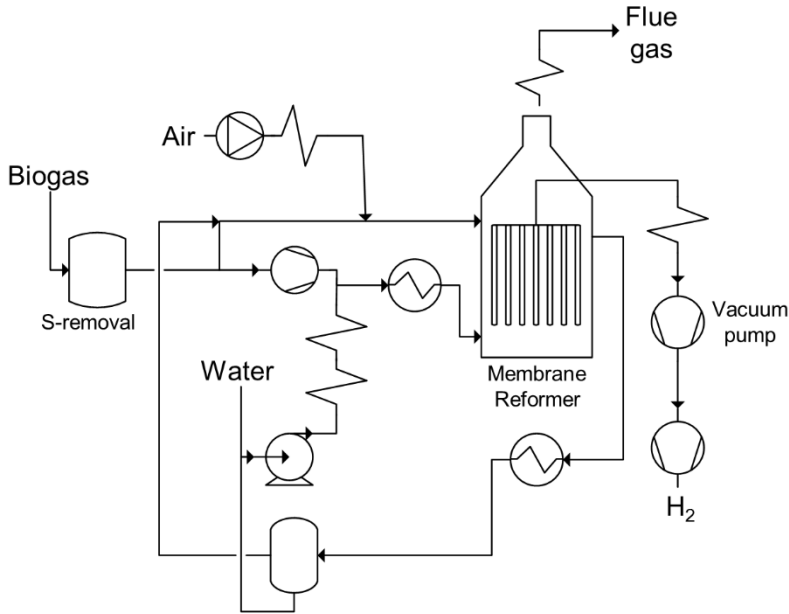 Flue
gas
Air
Biogas
S-removal
Vacuum
pump
Water
Membrane
Reformer
H₂